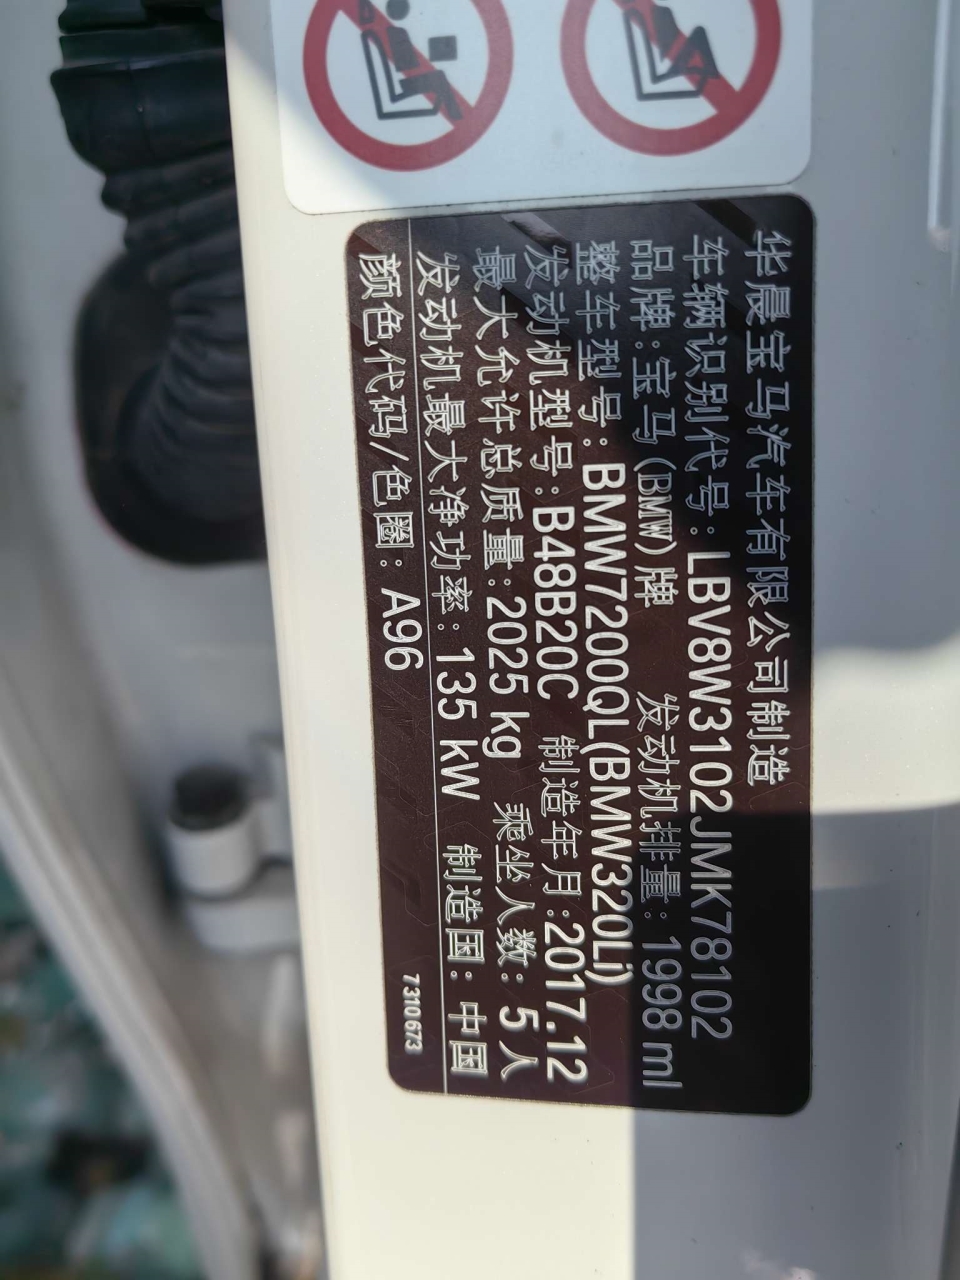 华晨宝马汽车有限公司制造
车辆识别代号:LBV8W3102JMK78102
品牌:宝马(BMW)牌 发动机排量:1998 ml
整车型号:BMW7200QL(BMW320Li)
发动机型号:B48B20C 制造年月:2017.12
最大允许总质量:2025 kg 乘坐人数:5人
发动机最大净功率:135 kW 制造国:中国
颜色代码/色圈:A96
7310673